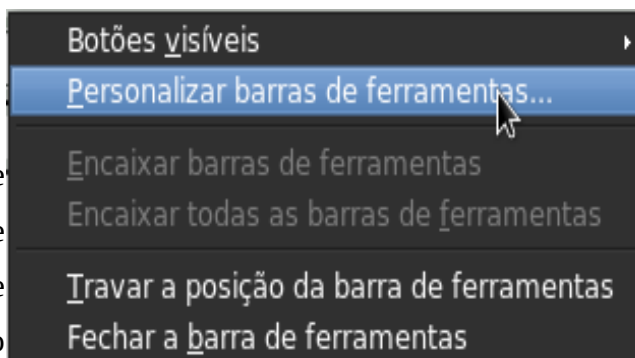 Botões visíveis
Personalizar barras de ferramentas...
Encaixar barras de ferramentas
Encaixar todas as barras de ferramentas
Travar a posição da barra de ferramentas
Fechar a barra de ferramentas